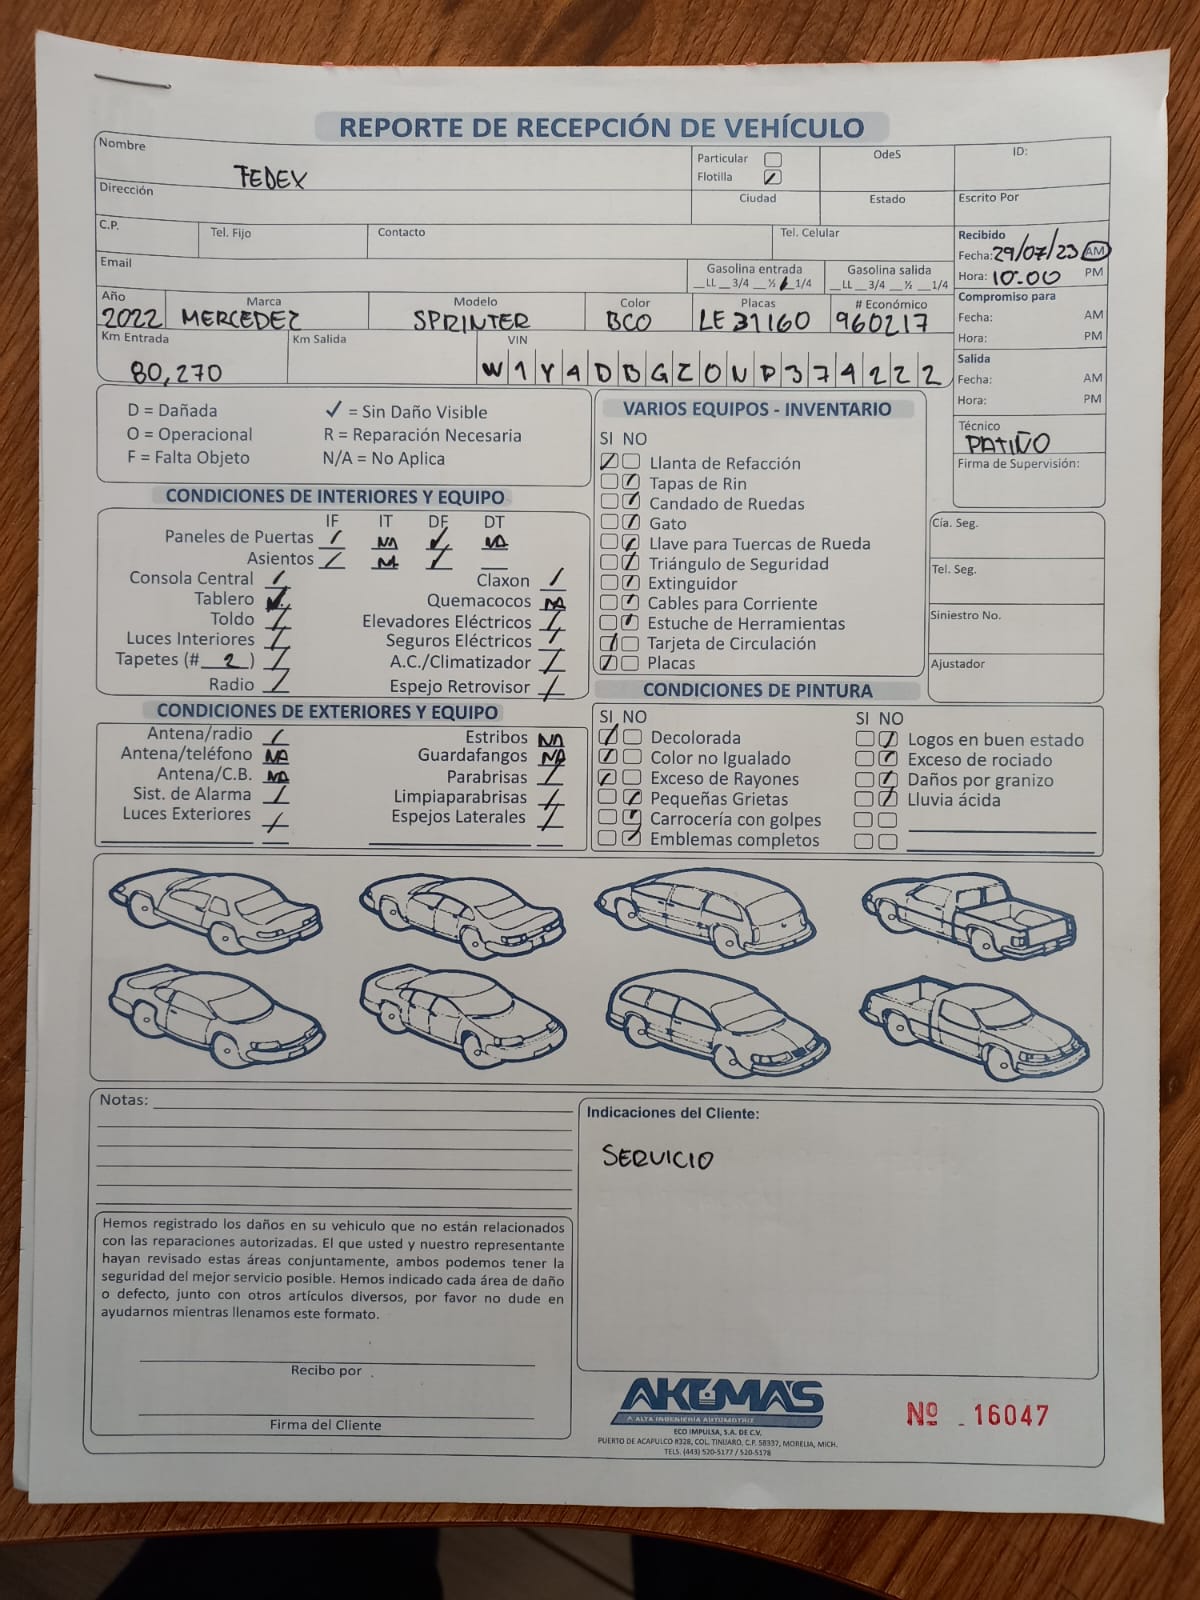 REPORTE DE RECEPCIÓN DE VEHÍCULO
Nombre
FEDEX
Particular
Flotilla
OdeS
ID:
Dirección
Ciudad
Estado
Escrito Por
C.P.
Tel. Fijo
Contacto
Tel. Celular
Recibido
Fecha: 29/07/23 AM
Hora: 10:00 PM
Email
Gasolina entrada
__LL __3/4 __½ __1/4
Gasolina salida
__LL __3/4 __½ __1/4
Año
2022
Marca
MERCEDEZ
Modelo
SPRINTER
Color
BCO
Placas
LE31160
# Económico
960217
Compromiso para
Fecha: AM
Hora: PM
Km Entrada
80,270
Km Salida
VIN
W1Y4DBGZ0NP374222
Salida
Fecha: AM
Hora: PM
Técnico
PATIÑO
Firma de Supervisión:
D = Dañada ✓ = Sin Daño Visible
O = Operacional R = Reparación Necesaria
F = Falta Objeto N/A = No Aplica
CONDICIONES DE INTERIORES Y EQUIPO
IF IT DF DT
Paneles de Puertas / NA ✓ NA
Asientos / NA /
Consola Central / Claxon /
Tablero ✓ Quemacocos NA
Toldo / Elevadores Eléctricos /
Luces Interiores / Seguros Eléctricos /
Tapetes (# 2 ) / A.C./Climatizador /
Radio / Espejo Retrovisor /
CONDICIONES DE EXTERIORES Y EQUIPO
Antena/radio / Estribos NA
Antena/teléfono NA Guardafangos NA
Antena/C.B. NA Parabrisas /
Sist. de Alarma / Limpiaparabrisas /
Luces Exteriores / Espejos Laterales /
VARIOS EQUIPOS - INVENTARIO
SI NO
Llanta de Refacción
Tapas de Rin
Candado de Ruedas
Gato
Llave para Tuercas de Rueda
Triángulo de Seguridad
Extinguidor
Cables para Corriente
Estuche de Herramientas
Tarjeta de Circulación
Placas
Cía. Seg.
Tel. Seg.
Siniestro No.
Ajustador
CONDICIONES DE PINTURA
SI NO SI NO
Decolorada Logos en buen estado
Color no Igualado Exceso de rociado
Exceso de Rayones Daños por granizo
Pequeñas Grietas Lluvia ácida
Carrocería con golpes
Emblemas completos
Notas:
Indicaciones del Cliente:
SERVICIO
Hemos registrado los daños en su vehiculo que no están relacionados
con las reparaciones autorizadas. El que usted y nuestro representante
hayan revisado estas áreas conjuntamente, ambos podemos tener la
seguridad del mejor servicio posible. Hemos indicado cada área de daño
o defecto, junto con otros artículos diversos, por favor no dude en
ayudarnos mientras llenamos este formato.
Recibo por
Firma del Cliente
AKUMAS
ALTA INGENIERÍA AUTOMOTRIZ
ECO IMPULSA, S.A. DE C.V.
PUERTO DE ACAPULCO #328, COL. TINIJARO, C.P. 58337, MORELIA, MICH.
TELS. (443) 520-5177 / 520-5178
Nº 16047